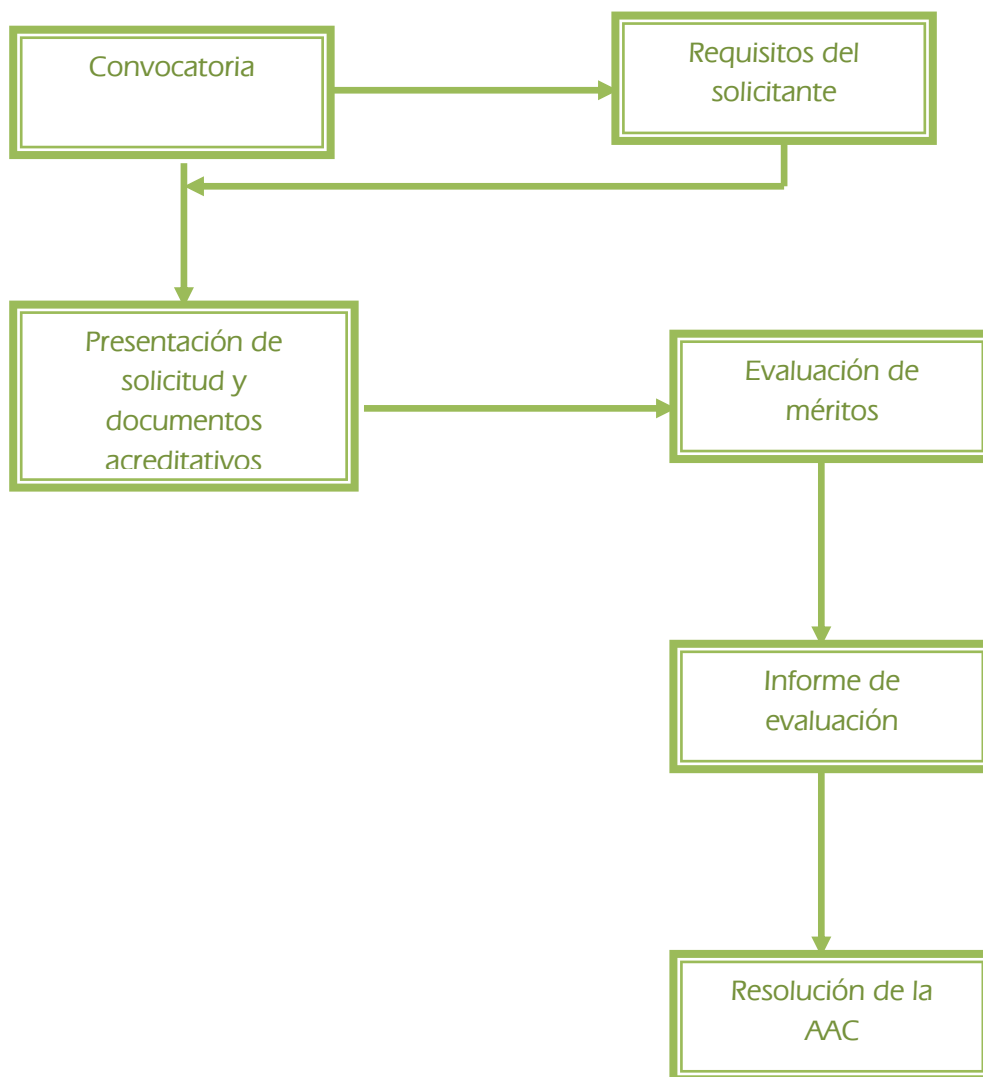 Convocatoria
Requisitos del
solicitante
Presentación de
solicitud y
documentos
acreditativos
Evaluación de
méritos
Informe de
evaluación
Resolución de la
AAC